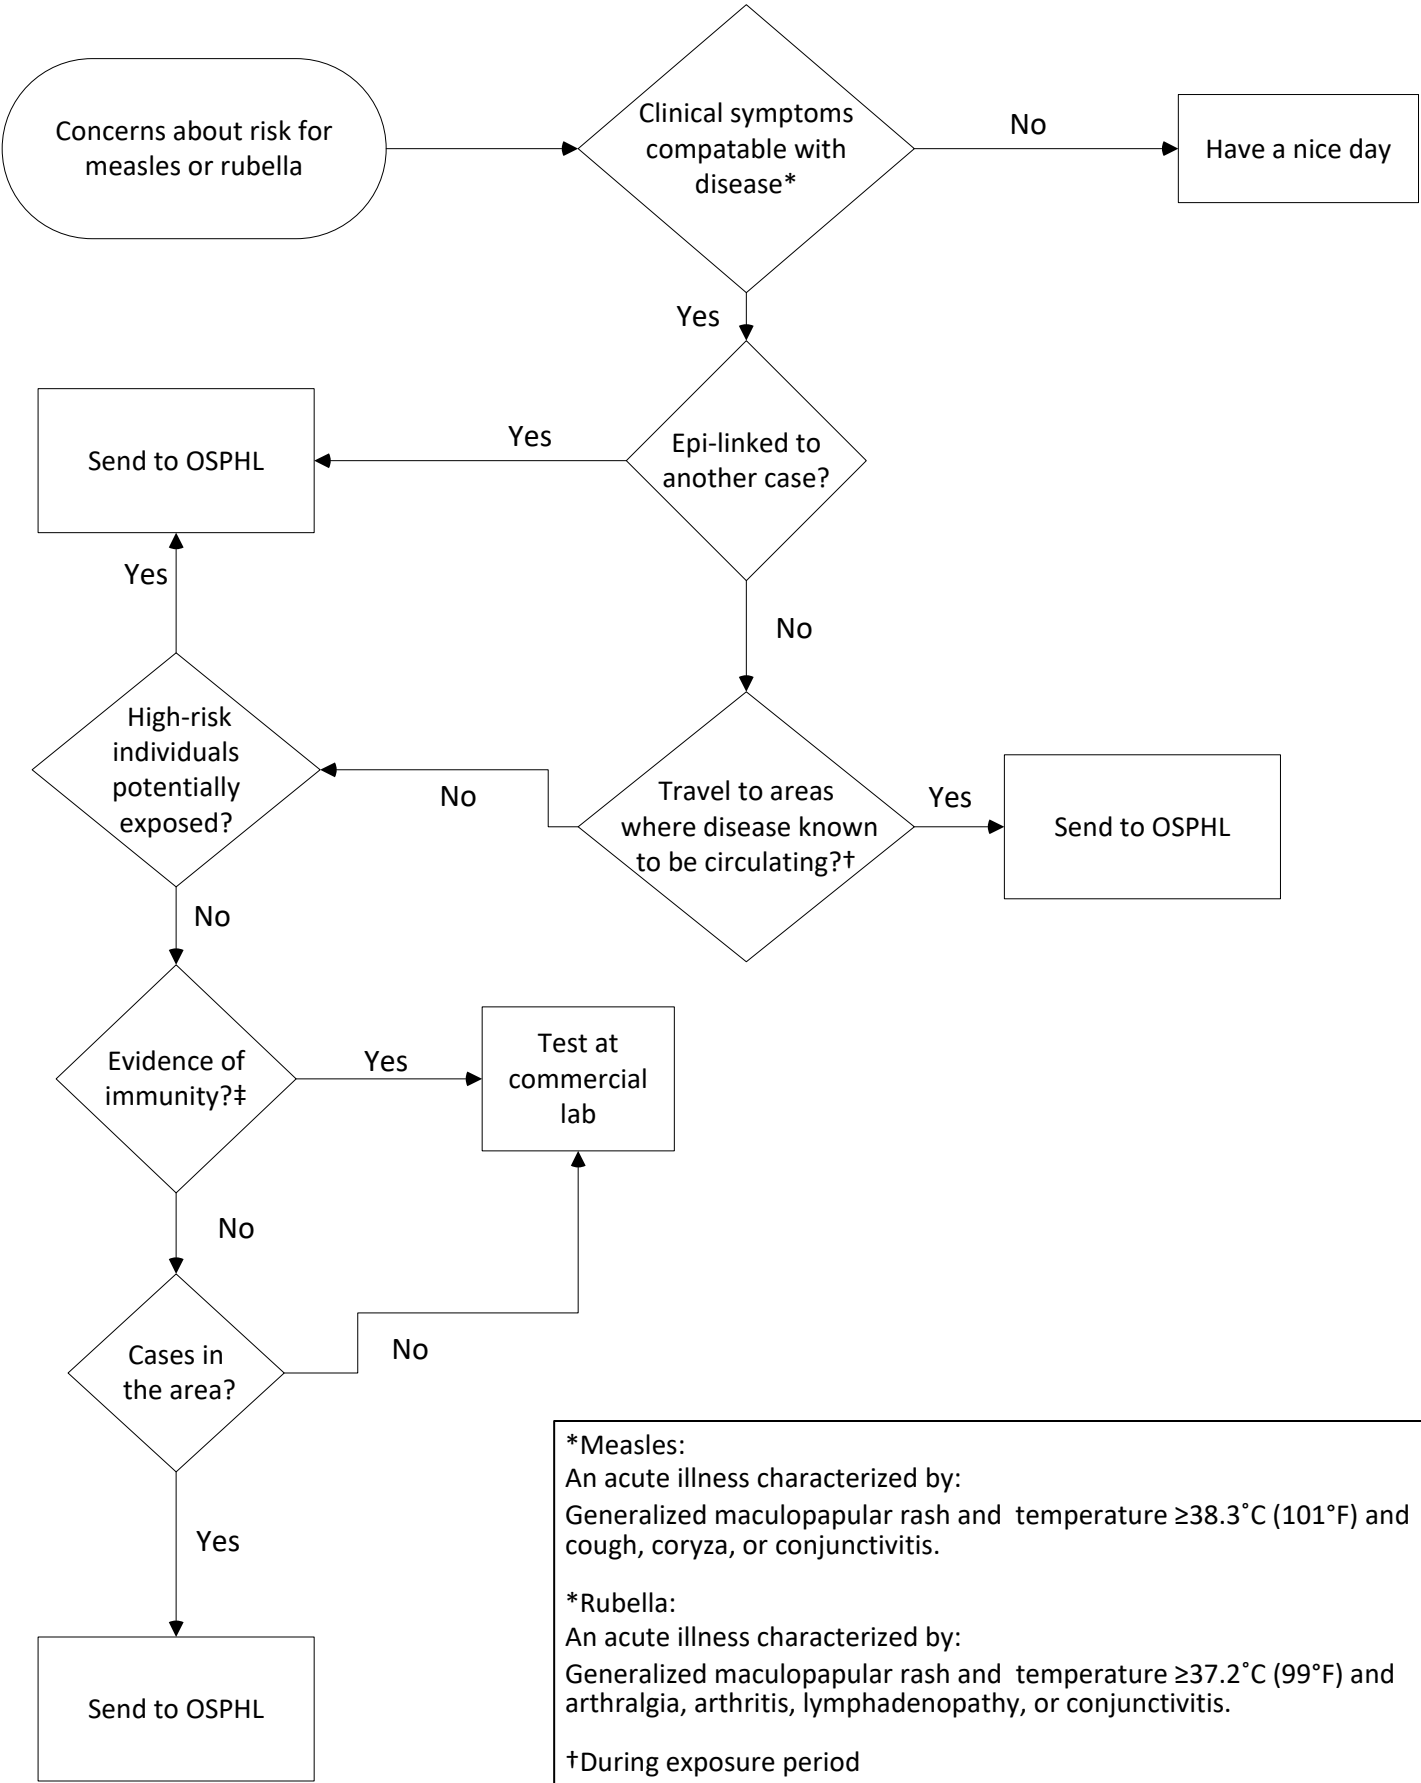 Concerns about risk for
measles or rubella
Clinical symptoms
compatable with
disease*
No
Have a nice day
Yes
Epi-linked to
another case?
Yes
Send to OSPHL
Yes
No
High-risk
individuals
potentially
exposed?
No
Travel to areas
where disease known
to be circulating?†
Yes
Send to OSPHL
No
Evidence of
immunity?‡
Yes
Test at
commercial
lab
No
Cases in
the area?
No
Yes
Send to OSPHL
*Measles:
An acute illness characterized by:
Generalized maculopapular rash and  temperature ≥38.3˚C (101°F) and
cough, coryza, or conjunctivitis.
*Rubella:
An acute illness characterized by:
Generalized maculopapular rash and  temperature ≥37.2˚C (99°F) and
arthralgia, arthritis, lymphadenopathy, or conjunctivitis.
†During exposure period